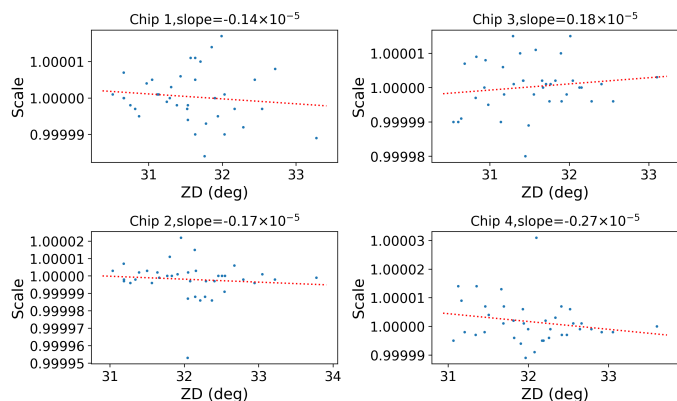 Chip 1,slope=-0.14×10⁻⁵
1.00001
1.00000
0.99999
Scale
31 32 33
ZD (deg)
Chip 3,slope=0.18×10⁻⁵
1.00001
1.00000
0.99999
0.99998
Scale
31 32 33
ZD (deg)
Chip 2,slope=-0.17×10⁻⁵
1.00002
1.00001
1.00000
0.99999
0.99998
0.99997
0.99996
0.99995
Scale
31 32 33 34
ZD (deg)
Chip 4,slope=-0.27×10⁻⁵
1.00003
1.00002
1.00001
1.00000
0.99999
Scale
31 32 33
ZD (deg)